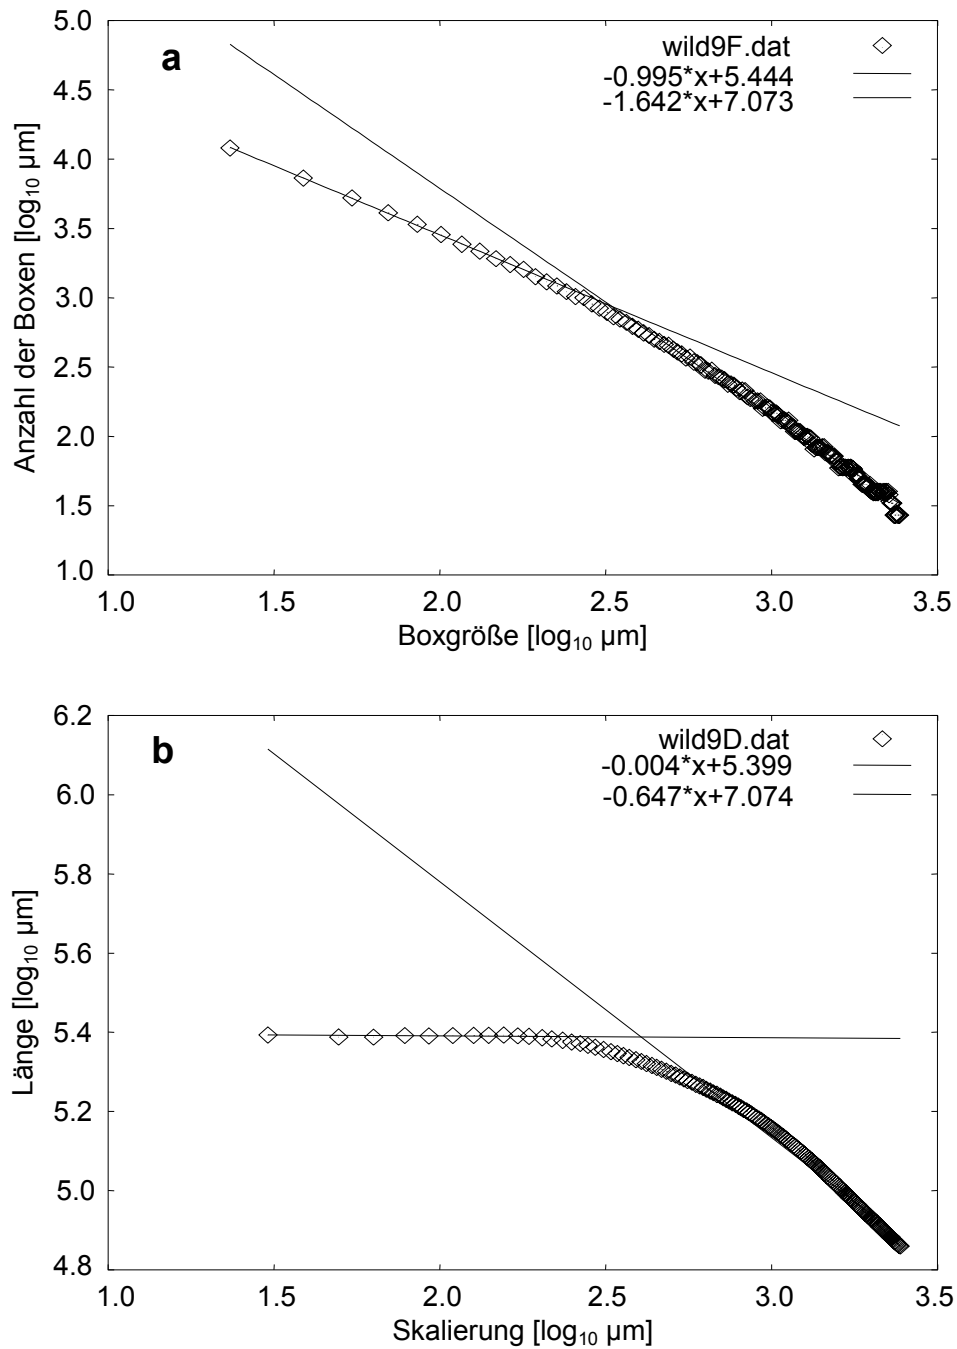 a
wild9F.dat
-0.995*x+5.444
-1.642*x+7.073
5.0
4.5
4.0
3.5
3.0
2.5
2.0
1.5
1.0
Anzahl der Boxen [log₁₀ µm]
1.0 1.5 2.0 2.5 3.0 3.5
Boxgröße [log₁₀ µm]
b
wild9D.dat
-0.004*x+5.399
-0.647*x+7.074
6.2
6.0
5.8
5.6
5.4
5.2
5.0
4.8
Länge [log₁₀ µm]
1.0 1.5 2.0 2.5 3.0 3.5
Skalierung [log₁₀ µm]